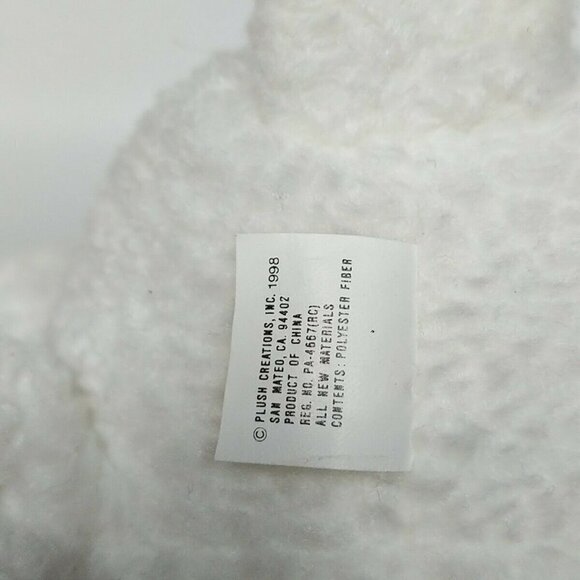 © PLUSH CREATIONS, INC. 1998
SAN MATEO, CA. 94402
PRODUCT OF CHINA
REG. NO. PA-4667(RC)
ALL NEW MATERIALS
CONTENTS: POLYESTER FIBER